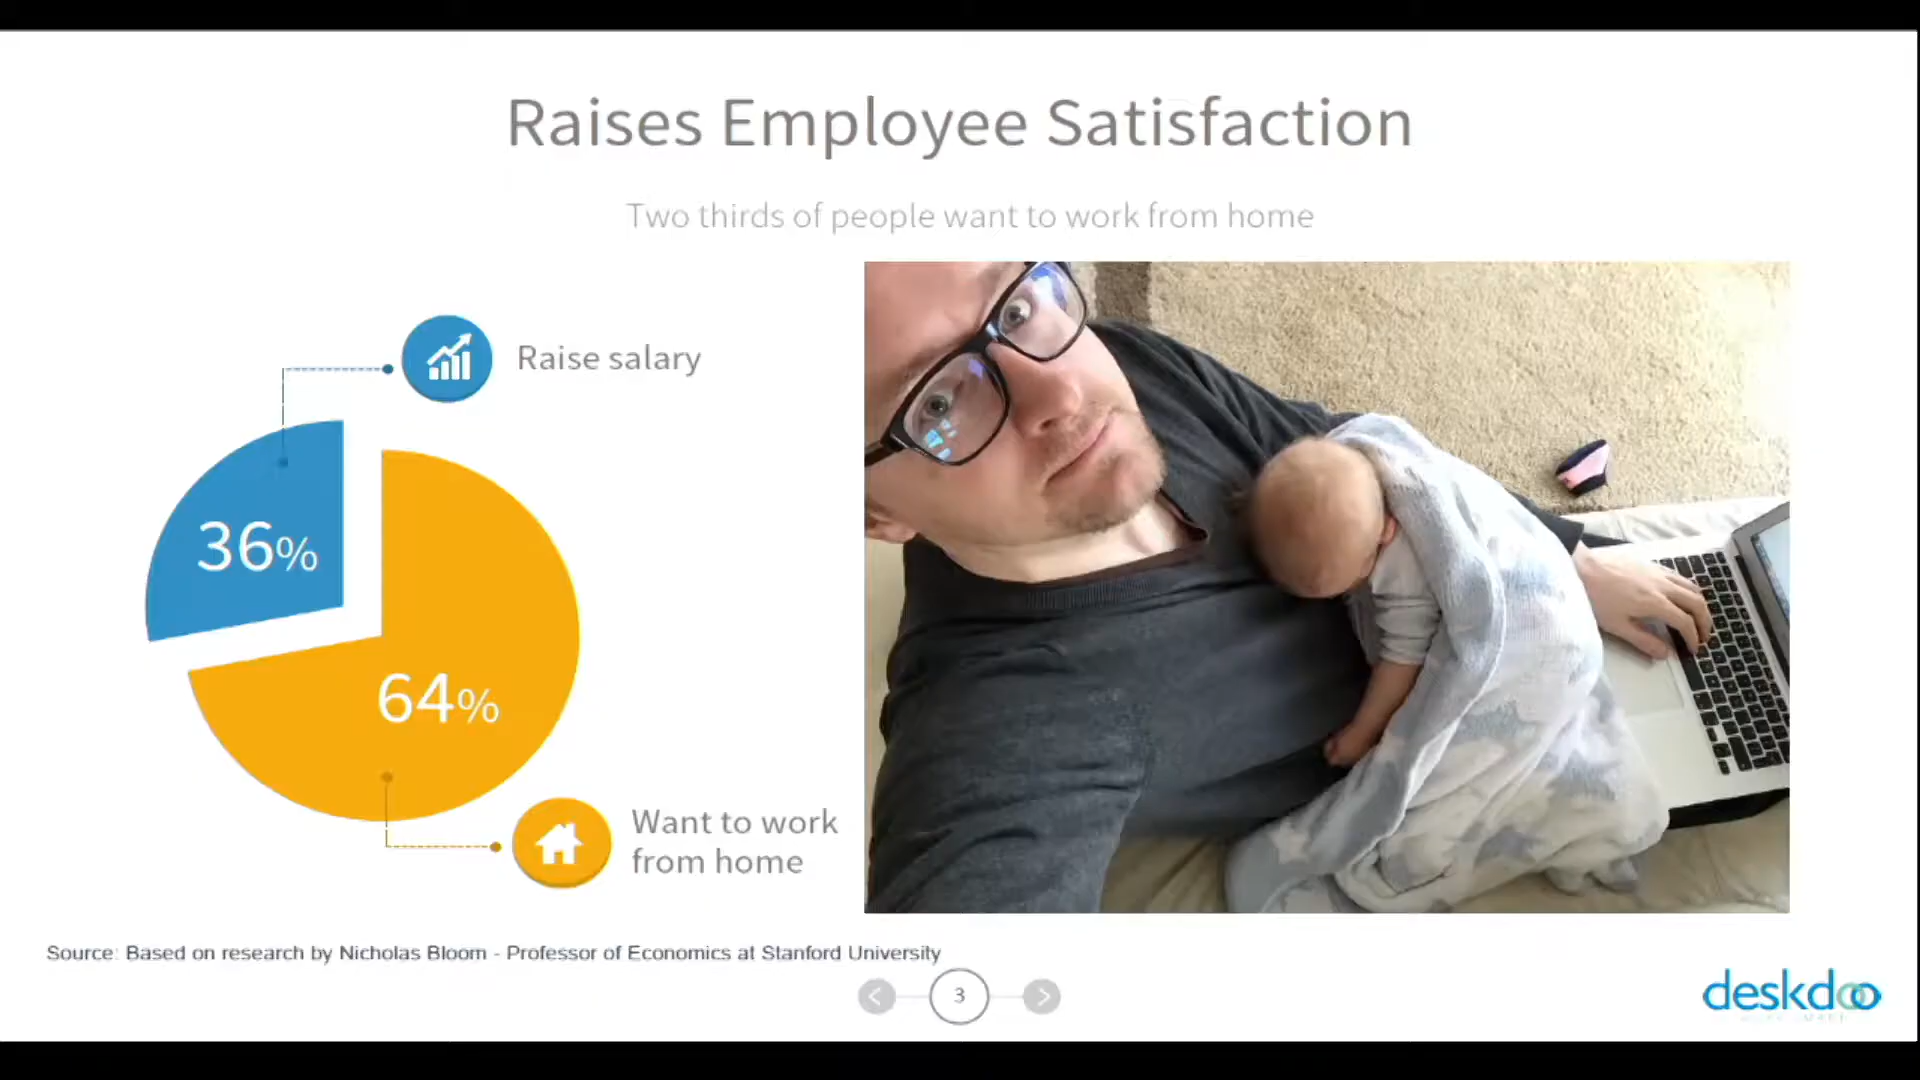 Raises Employee Satisfaction
Two thirds of people want to work from home
Raise salary
36%
64%
Want to work
from home
Source: Based on research by Nicholas Bloom - Professor of Economics at Stanford University
3
deskdoo